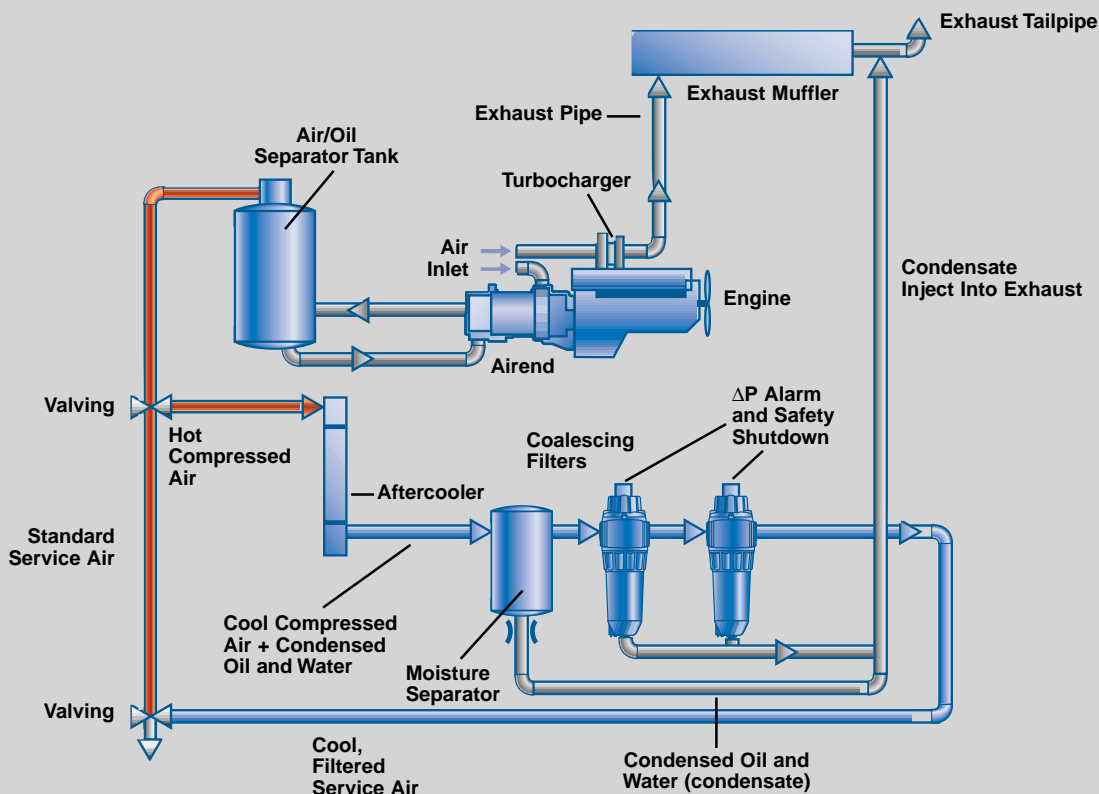 Exhaust Tailpipe
Exhaust Muffler
Exhaust Pipe
Air/Oil
Separator Tank
Turbocharger
Air
Inlet
Condensate
Inject Into Exhaust
Engine
Airend
Valving
Hot
Compressed
Air
ΔP Alarm
and Safety
Shutdown
Coalescing
Filters
Aftercooler
Standard
Service Air
Cool Compressed
Air + Condensed
Oil and Water
Moisture
Separator
Valving
Cool,
Filtered
Service Air
Condensed Oil and
Water (condensate)